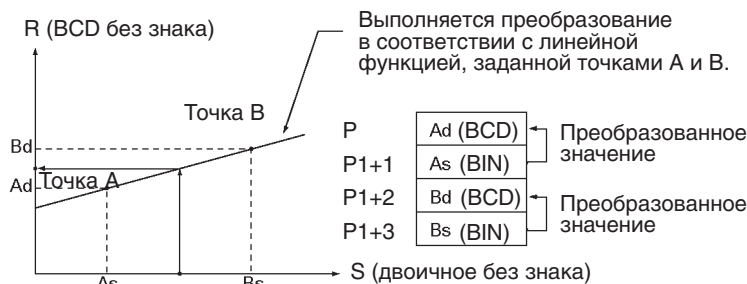 R (BCD без знака)
Выполняется преобразование
в соответствии с линейной
функцией, заданной точками A и B.
Точка B
Bd
Ad
Точка A
As
Bs
S (двоичное без знака)
P
Ad (BCD)
P1+1
As (BIN)
Преобразованное
значение
P1+2
Bd (BCD)
P1+3
Bs (BIN)
Преобразованное
значение